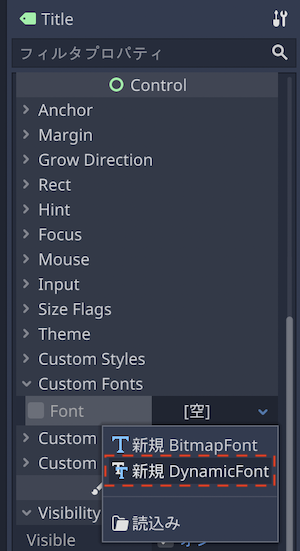 Title
フィルタプロパティ
Control
Anchor
Margin
Grow Direction
Rect
Hint
Focus
Mouse
Input
Size Flags
Theme
Custom Styles
Custom Fonts
Font [空]
Custom
新規 BitmapFont
Custom
新規 DynamicFont
Visibility
読込み
Visible オン